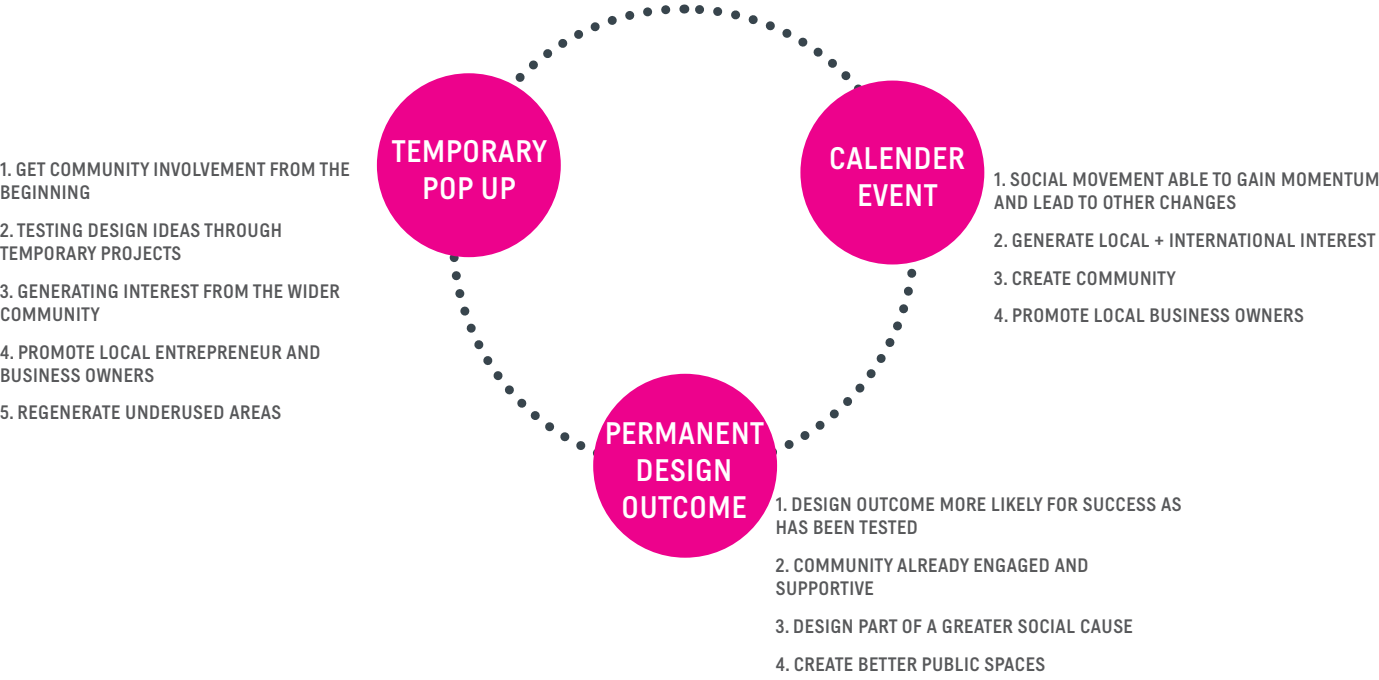 TEMPORARY
POP UP
1. GET COMMUNITY INVOLVEMENT FROM THE
BEGINNING
2. TESTING DESIGN IDEAS THROUGH
TEMPORARY PROJECTS
3. GENERATING INTEREST FROM THE WIDER
COMMUNITY
4. PROMOTE LOCAL ENTREPRENEUR AND
BUSINESS OWNERS
5. REGENERATE UNDERUSED AREAS
CALENDER
EVENT
1. SOCIAL MOVEMENT ABLE TO GAIN MOMENTUM
AND LEAD TO OTHER CHANGES
2. GENERATE LOCAL + INTERNATIONAL INTEREST
3. CREATE COMMUNITY
4. PROMOTE LOCAL BUSINESS OWNERS
PERMANENT
DESIGN
OUTCOME
1. DESIGN OUTCOME MORE LIKELY FOR SUCCESS AS
HAS BEEN TESTED
2. COMMUNITY ALREADY ENGAGED AND
SUPPORTIVE
3. DESIGN PART OF A GREATER SOCIAL CAUSE
4. CREATE BETTER PUBLIC SPACES